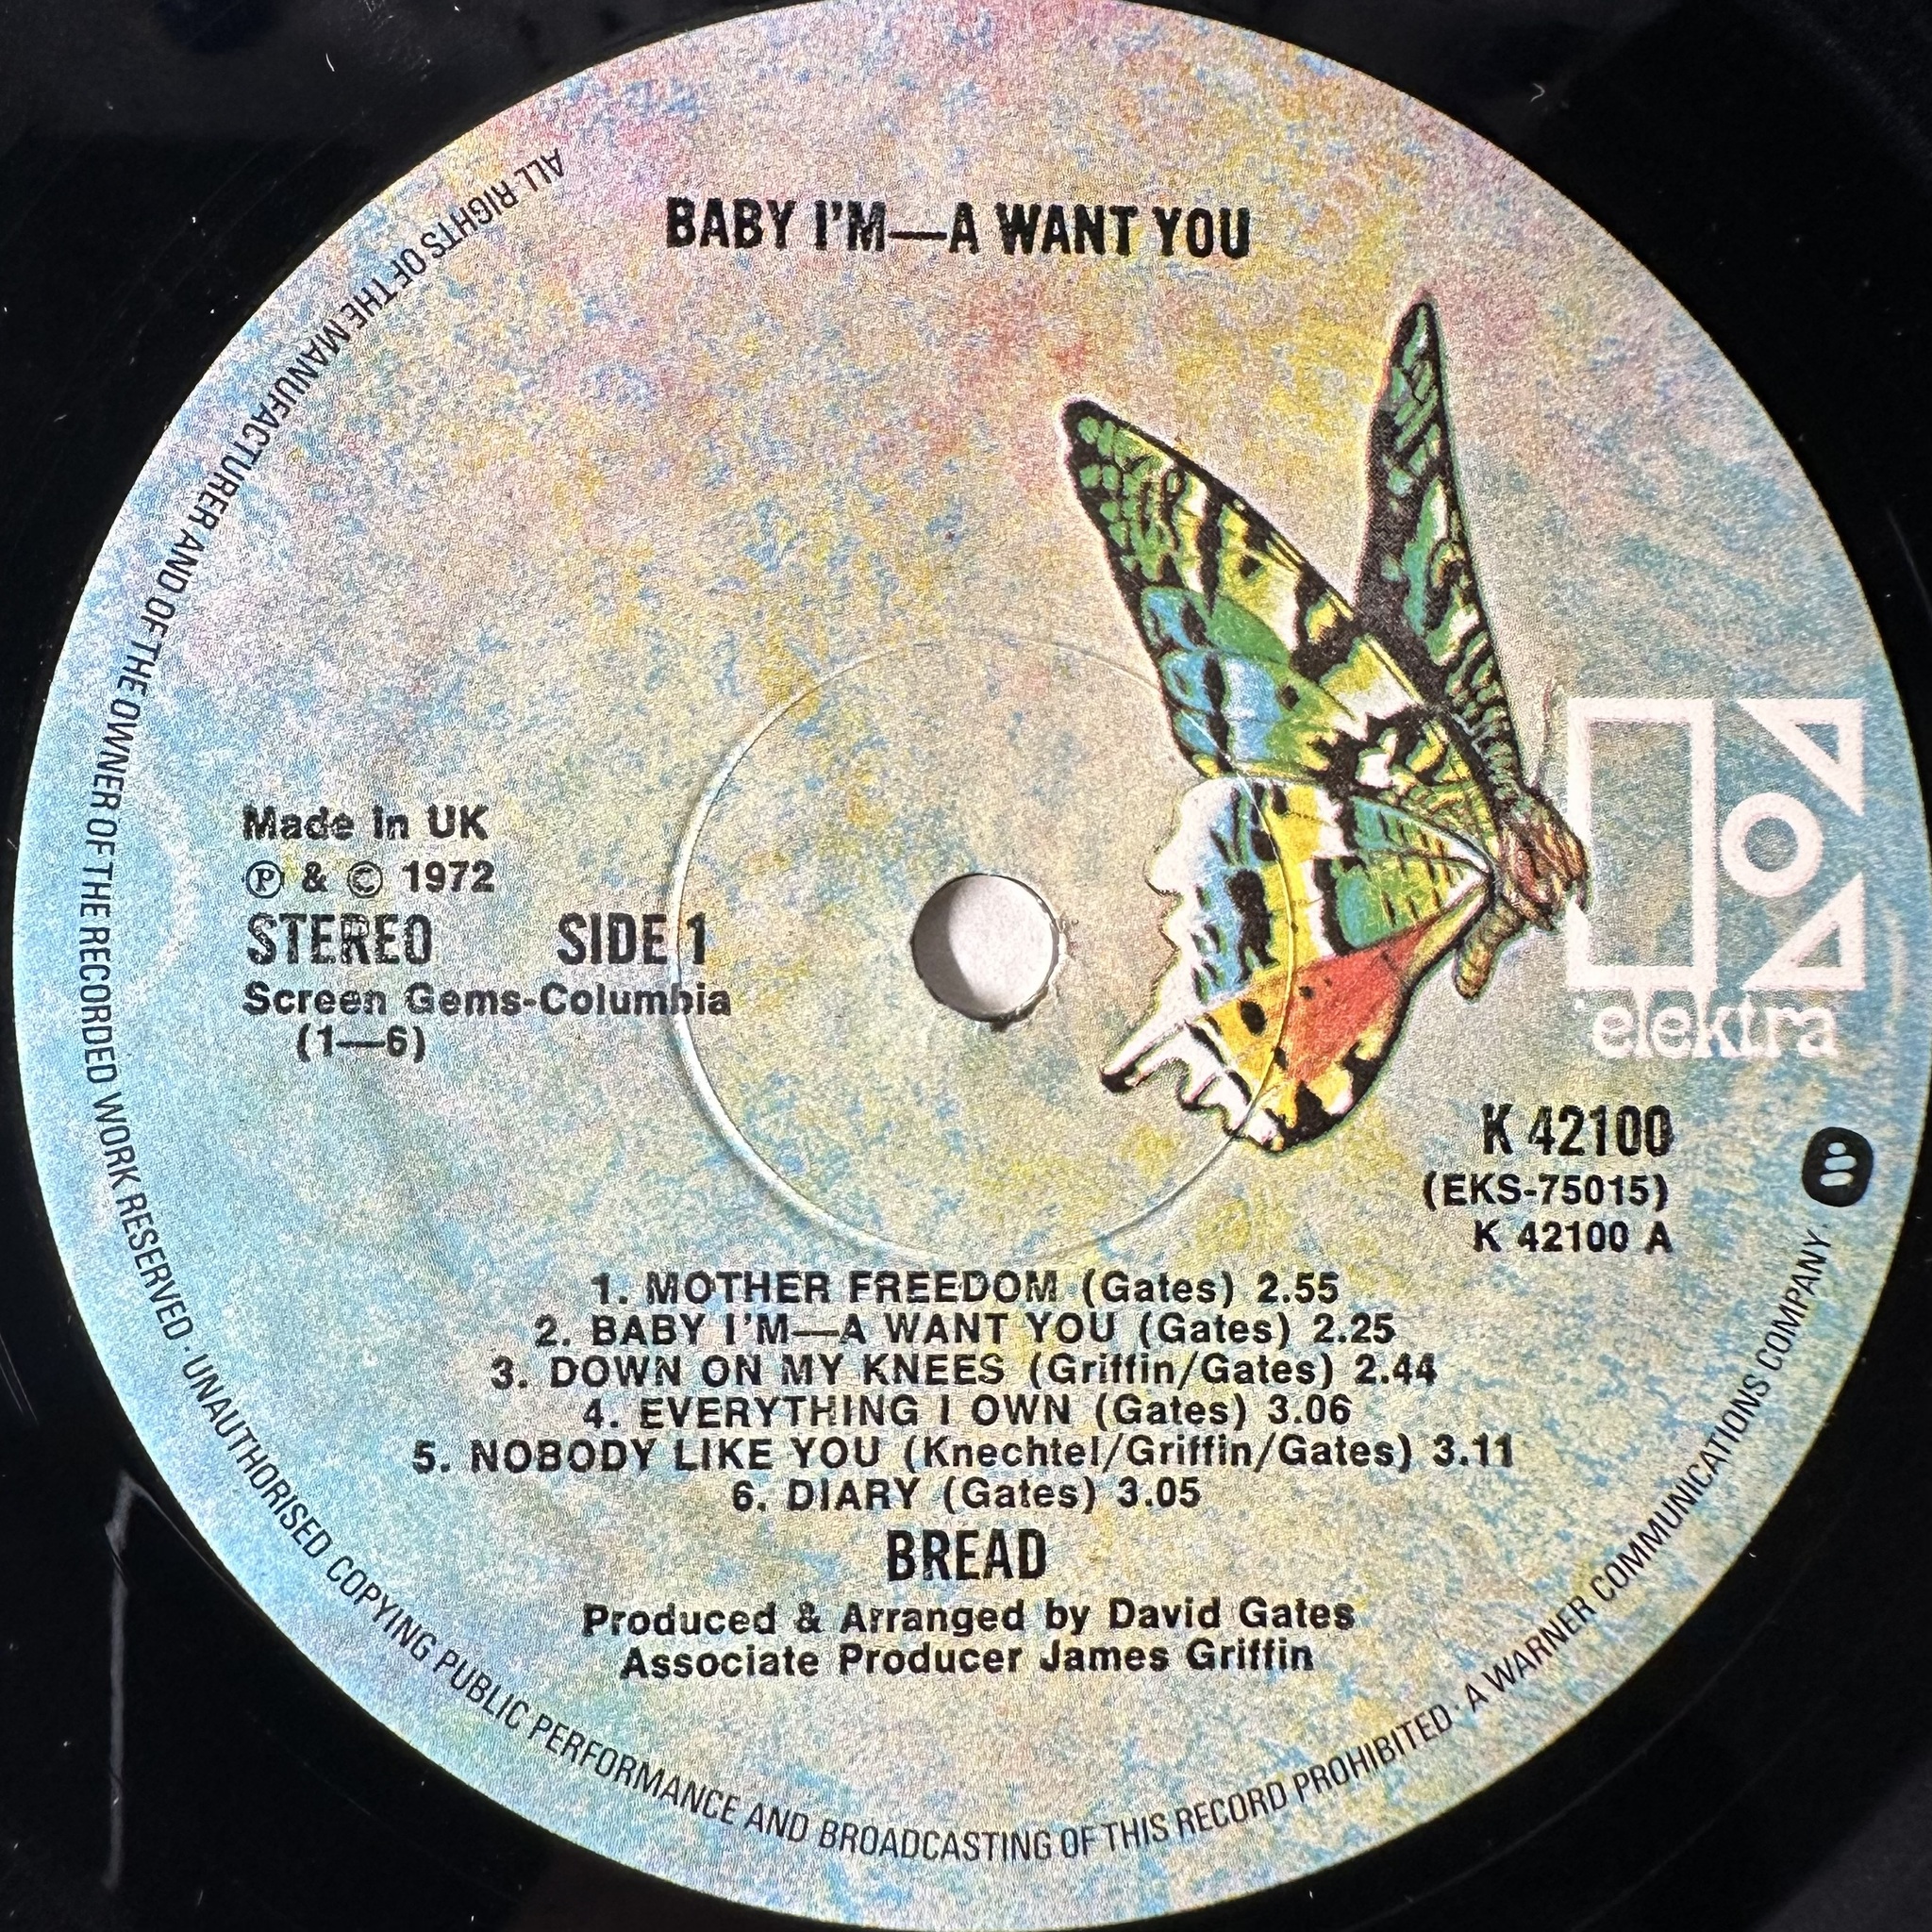 BABY I'M—A WANT YOU
Made in UK
Ⓟ & © 1972
STEREO SIDE 1
Screen Gems-Columbia
(1—6)
elektra
K 42100
(EKS-75015)
K 42100 A
1. MOTHER FREEDOM (Gates) 2.55
2. BABY I'M—A WANT YOU (Gates) 2.25
3. DOWN ON MY KNEES (Griffin/Gates) 2.44
4. EVERYTHING I OWN (Gates) 3.06
5. NOBODY LIKE YOU (Knechtel/Griffin/Gates) 3.11
6. DIARY (Gates) 3.05
BREAD
Produced & Arranged by David Gates
Associate Producer James Griffin
ALL RIGHTS OF THE MANUFACTURER AND OF THE OWNER OF THE RECORDED WORK RESERVED · UNAUTHORISED COPYING PUBLIC PERFORMANCE AND BROADCASTING OF THIS RECORD PROHIBITED · A WARNER COMMUNICATIONS COMPANY.